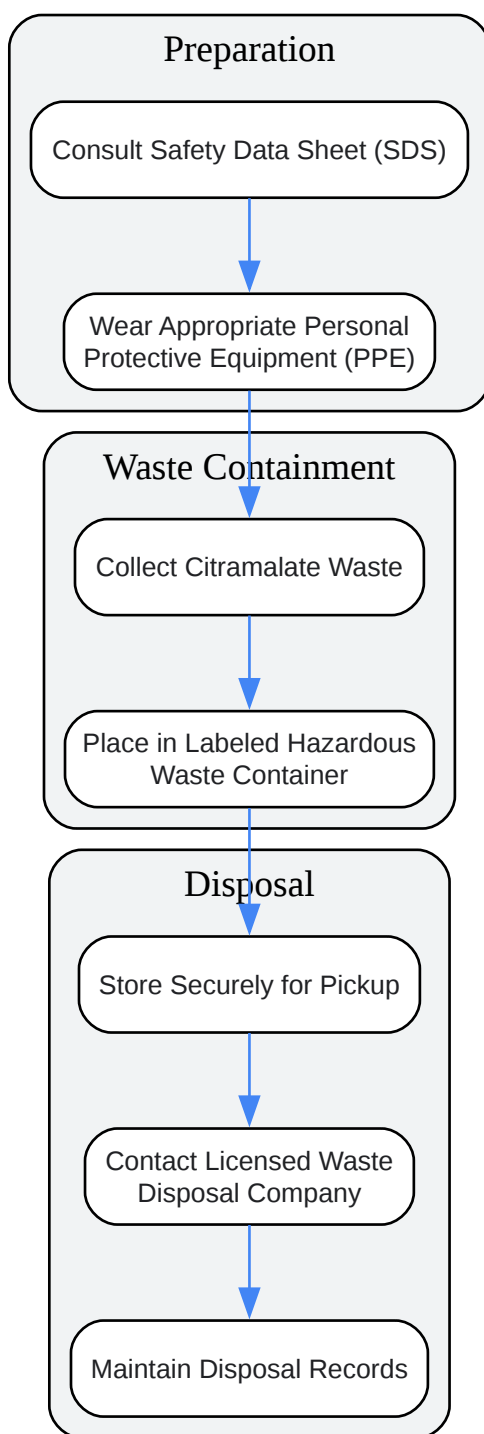 Preparation
Consult Safety Data Sheet (SDS)
Wear Appropriate Personal
Protective Equipment (PPE)
Waste Containment
Collect Citramalate Waste
Place in Labeled Hazardous
Waste Container
Disposal
Store Securely for Pickup
Contact Licensed Waste
Disposal Company
Maintain Disposal Records